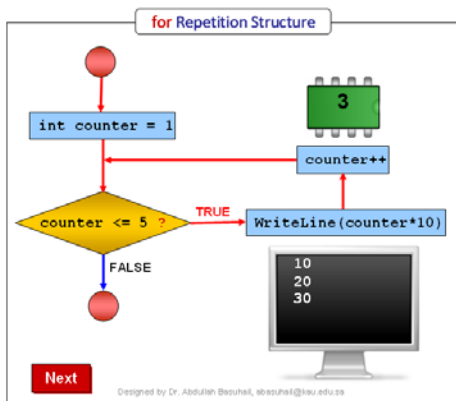 for Repetition Structure
3
int counter = 1
counter++
counter <= 5 ?
TRUE
WriteLine(counter*10)
FALSE
10
20
30
Next
Designed by Dr. Abdullah Basuhail, abasuhail@kau.edu.sa